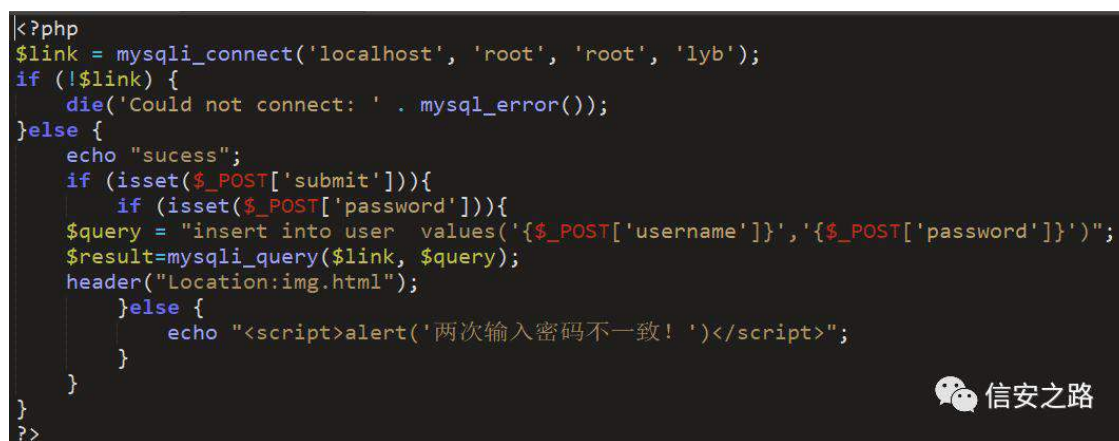 <?php
$link = mysqli_connect('localhost', 'root', 'root', 'lyb');
if (!$link) {
    die('Could not connect: ' . mysql_error());
}else {
    echo "sucess";
    if (isset($_POST['submit'])){
        if (isset($_POST['password'])){
    $query = "insert into user  values('{$_POST['username']}','{$_POST['password']}')";
    $result=mysqli_query($link, $query);
    header("Location:img.html");
        }else {
            echo "<script>alert('两次输入密码不一致! ')</script>";
        }
    }
}
?>
信安之路